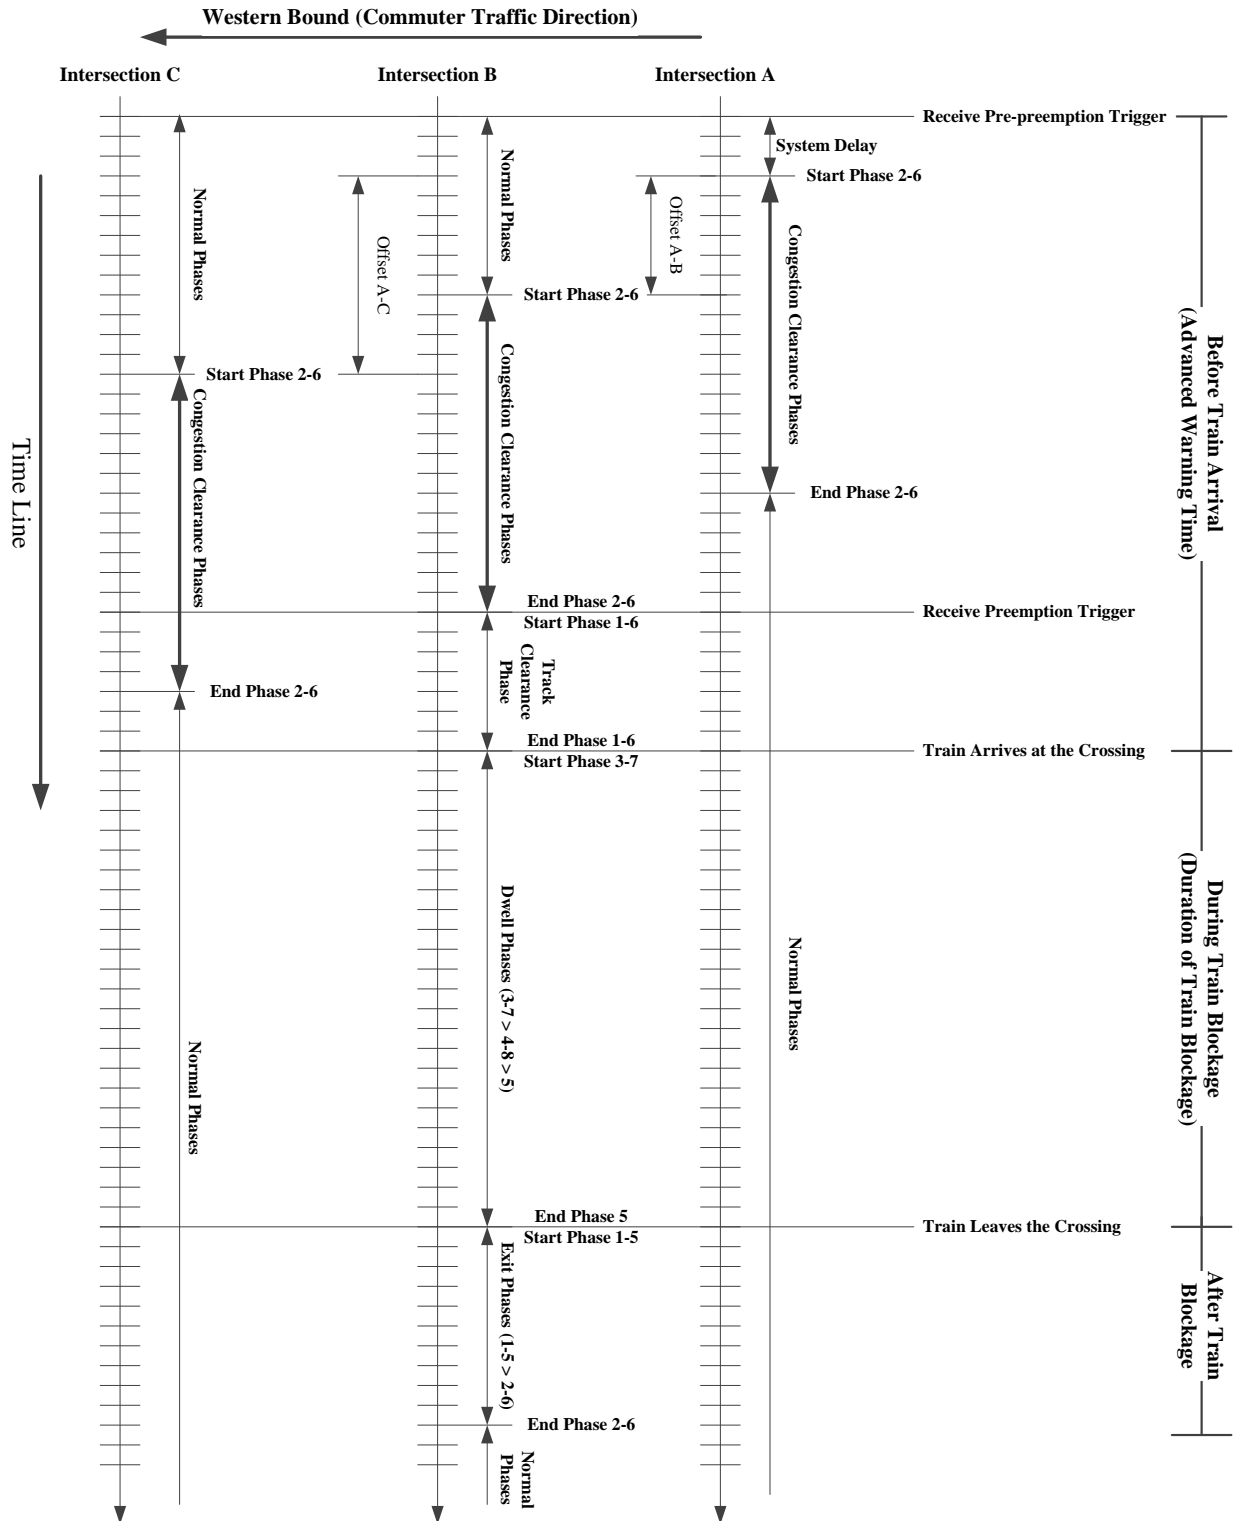 Western Bound (Commuter Traffic Direction)
Intersection C
Intersection B
Intersection A
Receive Pre-preemption Trigger
System Delay
Start Phase 2-6
Normal Phases
Normal Phases
Offset A-C
Offset A-B
Congestion Clearance Phases
Start Phase 2-6
Start Phase 2-6
Congestion Clearance Phases
Congestion Clearance Phases
Before Train Arrival
(Advanced Warning Time)
Time Line
End Phase 2-6
End Phase 2-6
Start Phase 1-6
Receive Preemption Trigger
Track
Clearance
Phase
End Phase 2-6
End Phase 1-6
Start Phase 3-7
Train Arrives at the Crossing
Dwell Phases (3-7 > 4-8 > 5)
Normal Phases
Normal Phases
During Train Blockage
(Duration of Train Blockage)
End Phase 5
Start Phase 1-5
Train Leaves the Crossing
Exit Phases (1-5 > 2-6)
After Train
Blockage
End Phase 2-6
Normal
Phases